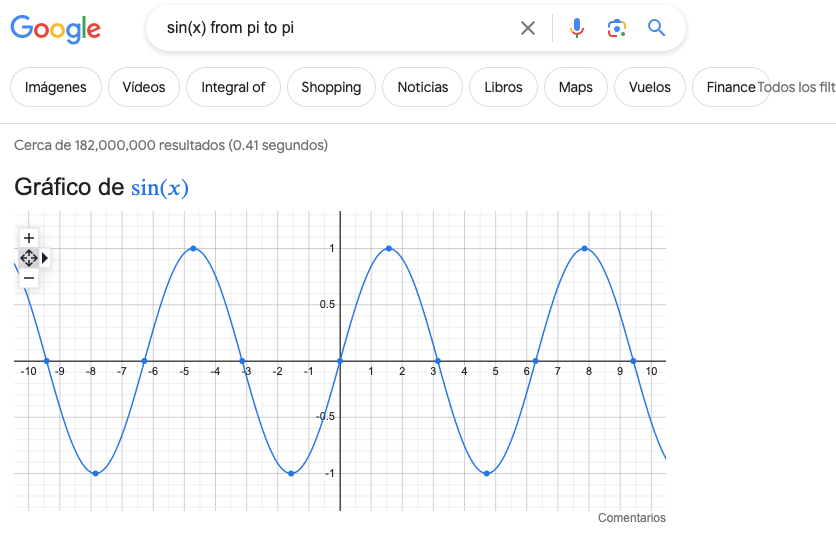 Google
sin(x) from pi to pi
Imágenes Vídeos Integral of Shopping Noticias Libros Maps Vuelos Finance Todos los filt
Cerca de 182,000,000 resultados (0.41 segundos)
Gráfico de sin(x)
+
−
1
0.5
-10 -9 -8 -7 -6 -5 -4 -3 -2 -1 1 2 3 4 5 6 7 8 9 10
-0.5
-1
Comentarios